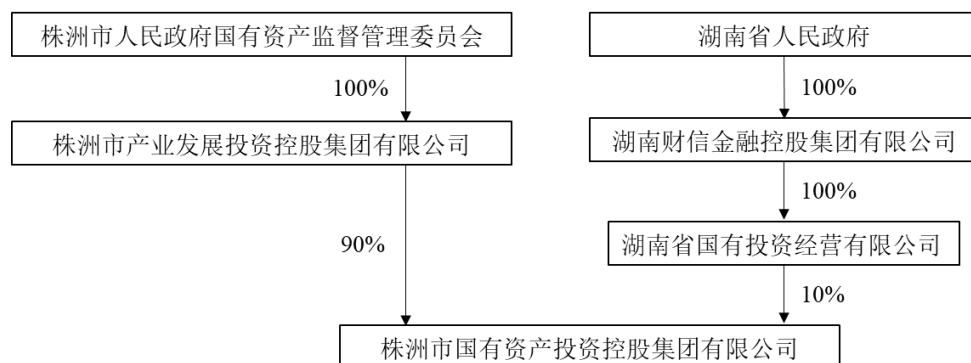 株洲市人民政府国有资产监督管理委员会
湖南省人民政府
100%
100%
株洲市产业发展投资控股集团有限公司
湖南财信金融控股集团有限公司
100%
90%
湖南省国有投资经营有限公司
10%
株洲市国有资产投资控股集团有限公司